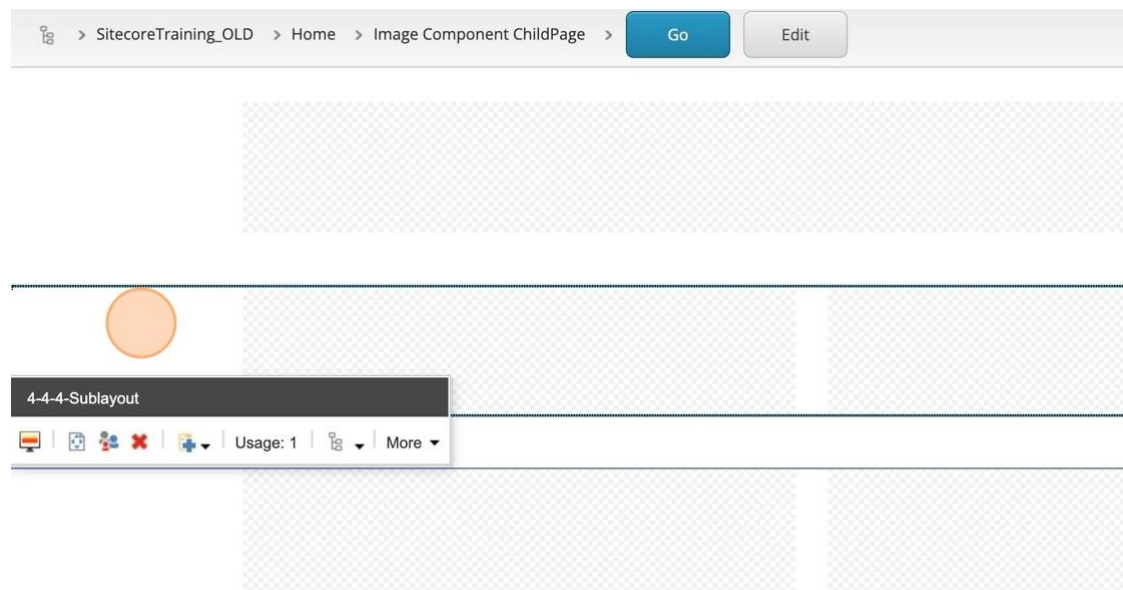 SitecoreTraining_OLD > Home > Image Component ChildPage > Go Edit
4-4-4-Sublayout
Usage: 1 More